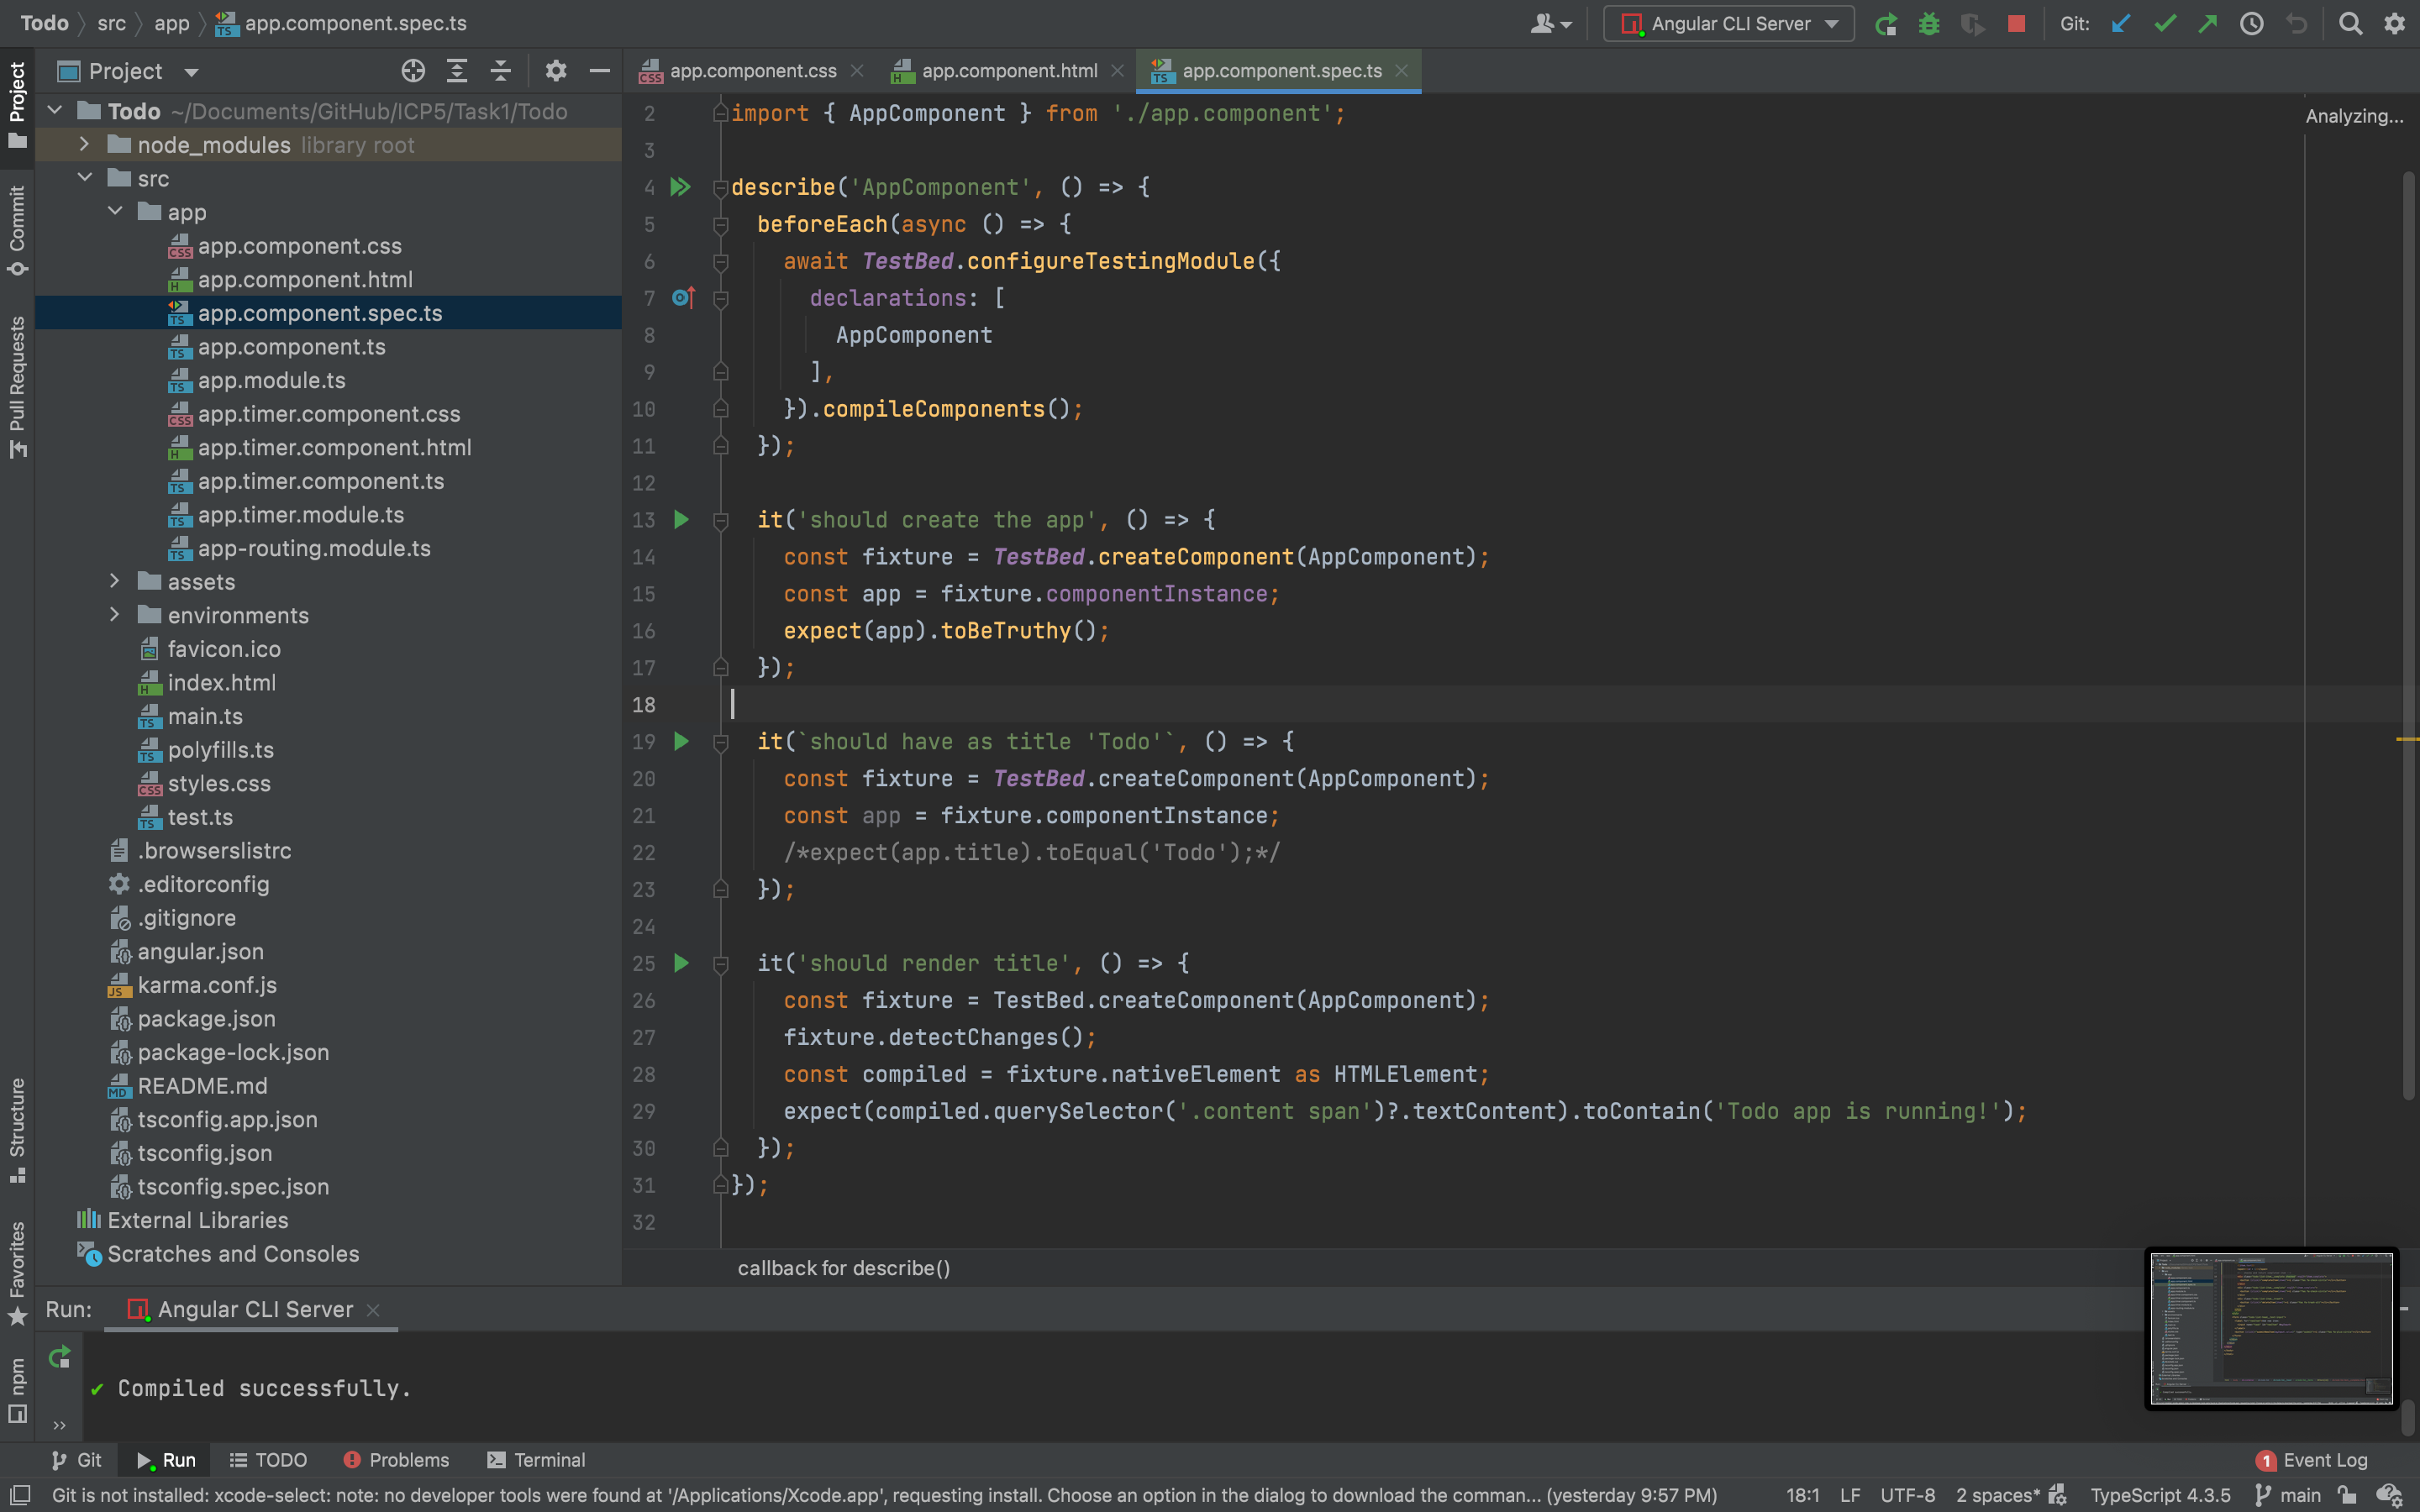 Todo src app app.component.spec.ts
Angular CLI Server
Git:
Project
app.component.css
app.component.html
app.component.spec.ts
Project
Commit
Pull Requests
Structure
Favorites
npm
Todo ~/Documents/GitHub/ICP5/Task1/Todo
node_modules library root
src
app
app.component.css
app.component.html
app.component.spec.ts
app.component.ts
app.module.ts
app.timer.component.css
app.timer.component.html
app.timer.component.ts
app.timer.module.ts
app-routing.module.ts
assets
environments
favicon.ico
index.html
main.ts
polyfills.ts
styles.css
test.ts
.browserslistrc
.editorconfig
.gitignore
angular.json
karma.conf.js
package.json
package-lock.json
README.md
tsconfig.app.json
tsconfig.json
tsconfig.spec.json
External Libraries
Scratches and Consoles
Analyzing...
2 import { AppComponent } from './app.component';
3
4 describe('AppComponent', () => {
5 beforeEach(async () => {
6 await TestBed.configureTestingModule({
7 declarations: [
8 AppComponent
9 ],
10 }).compileComponents();
11 });
12
13 it('should create the app', () => {
14 const fixture = TestBed.createComponent(AppComponent);
15 const app = fixture.componentInstance;
16 expect(app).toBeTruthy();
17 });
18
19 it(`should have as title 'Todo'`, () => {
20 const fixture = TestBed.createComponent(AppComponent);
21 const app = fixture.componentInstance;
22 /*expect(app.title).toEqual('Todo');*/
23 });
24
25 it('should render title', () => {
26 const fixture = TestBed.createComponent(AppComponent);
27 fixture.detectChanges();
28 const compiled = fixture.nativeElement as HTMLElement;
29 expect(compiled.querySelector('.content span')?.textContent).toContain('Todo app is running!');
30 });
31 });
32
callback for describe()
Run: Angular CLI Server
✔ Compiled successfully.
Git
Run
TODO
Problems
Terminal
1 Event Log
Git is not installed: xcode-select: note: no developer tools were found at '/Applications/Xcode.app', requesting install. Choose an option in the dialog to download the comman... (yesterday 9:57 PM)
18:1 LF UTF-8 2 spaces* TypeScript 4.3.5 main